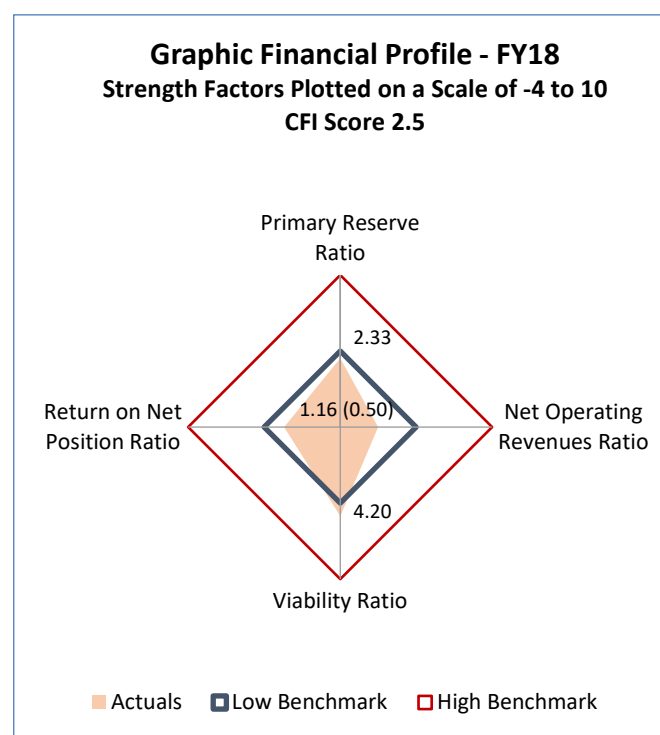 Graphic Financial Profile - FY18
Strength Factors Plotted on a Scale of -4 to 10
CFI Score 2.5
Primary Reserve
Ratio
2.33
Return on Net
Position Ratio
1.16 (0.50)
Net Operating
Revenues Ratio
4.20
Viability Ratio
Actuals Low Benchmark High Benchmark